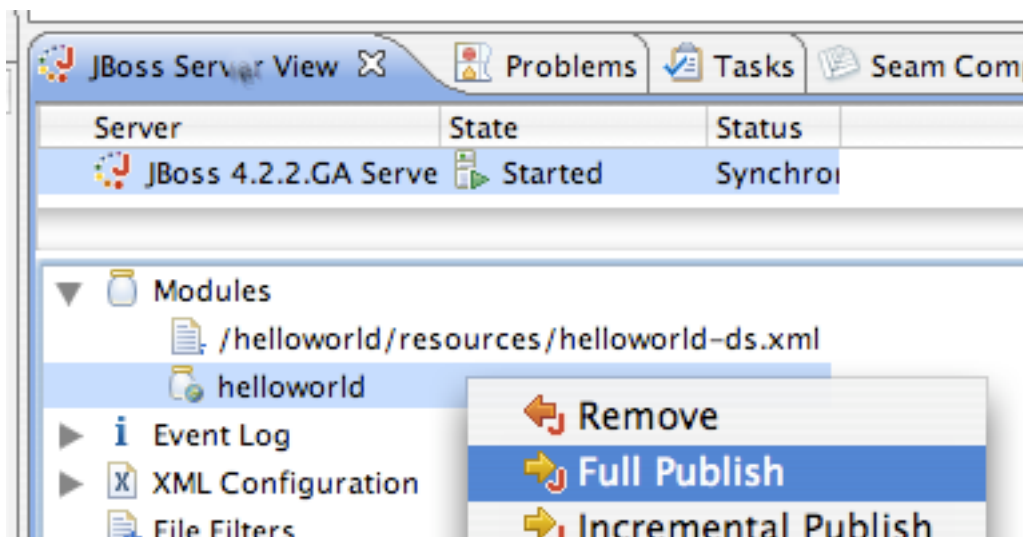 JBoss Server View Problems Tasks Seam Com
Server State Status
JBoss 4.2.2.GA Serve Started Synchro
Modules
/helloworld/resources/helloworld-ds.xml
helloworld
Remove
Event Log
Full Publish
XML Configuration
Incremental Publish
File Filters